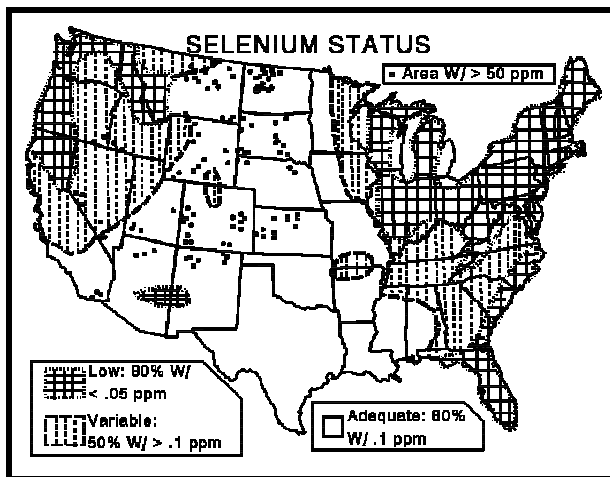 SELENIUM STATUS
▪ Area W/ > 50 ppm
Low: 80% W/
< .05 ppm
Variable:
50% W/ > .1 ppm
Adequate: 80%
W/ .1 ppm